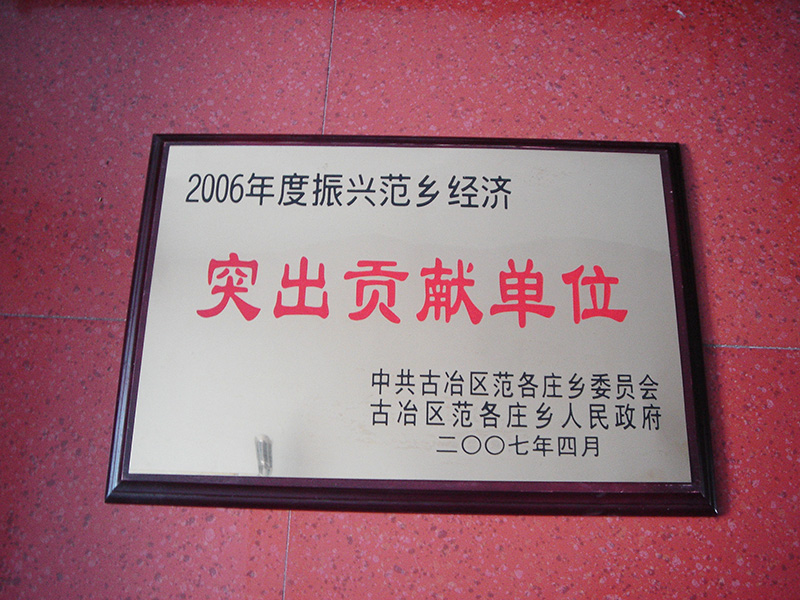 2006年度振兴范乡经济
突出贡献单位
中共古冶区范各庄乡委员会
古冶区范各庄乡人民政府
二〇〇七年四月